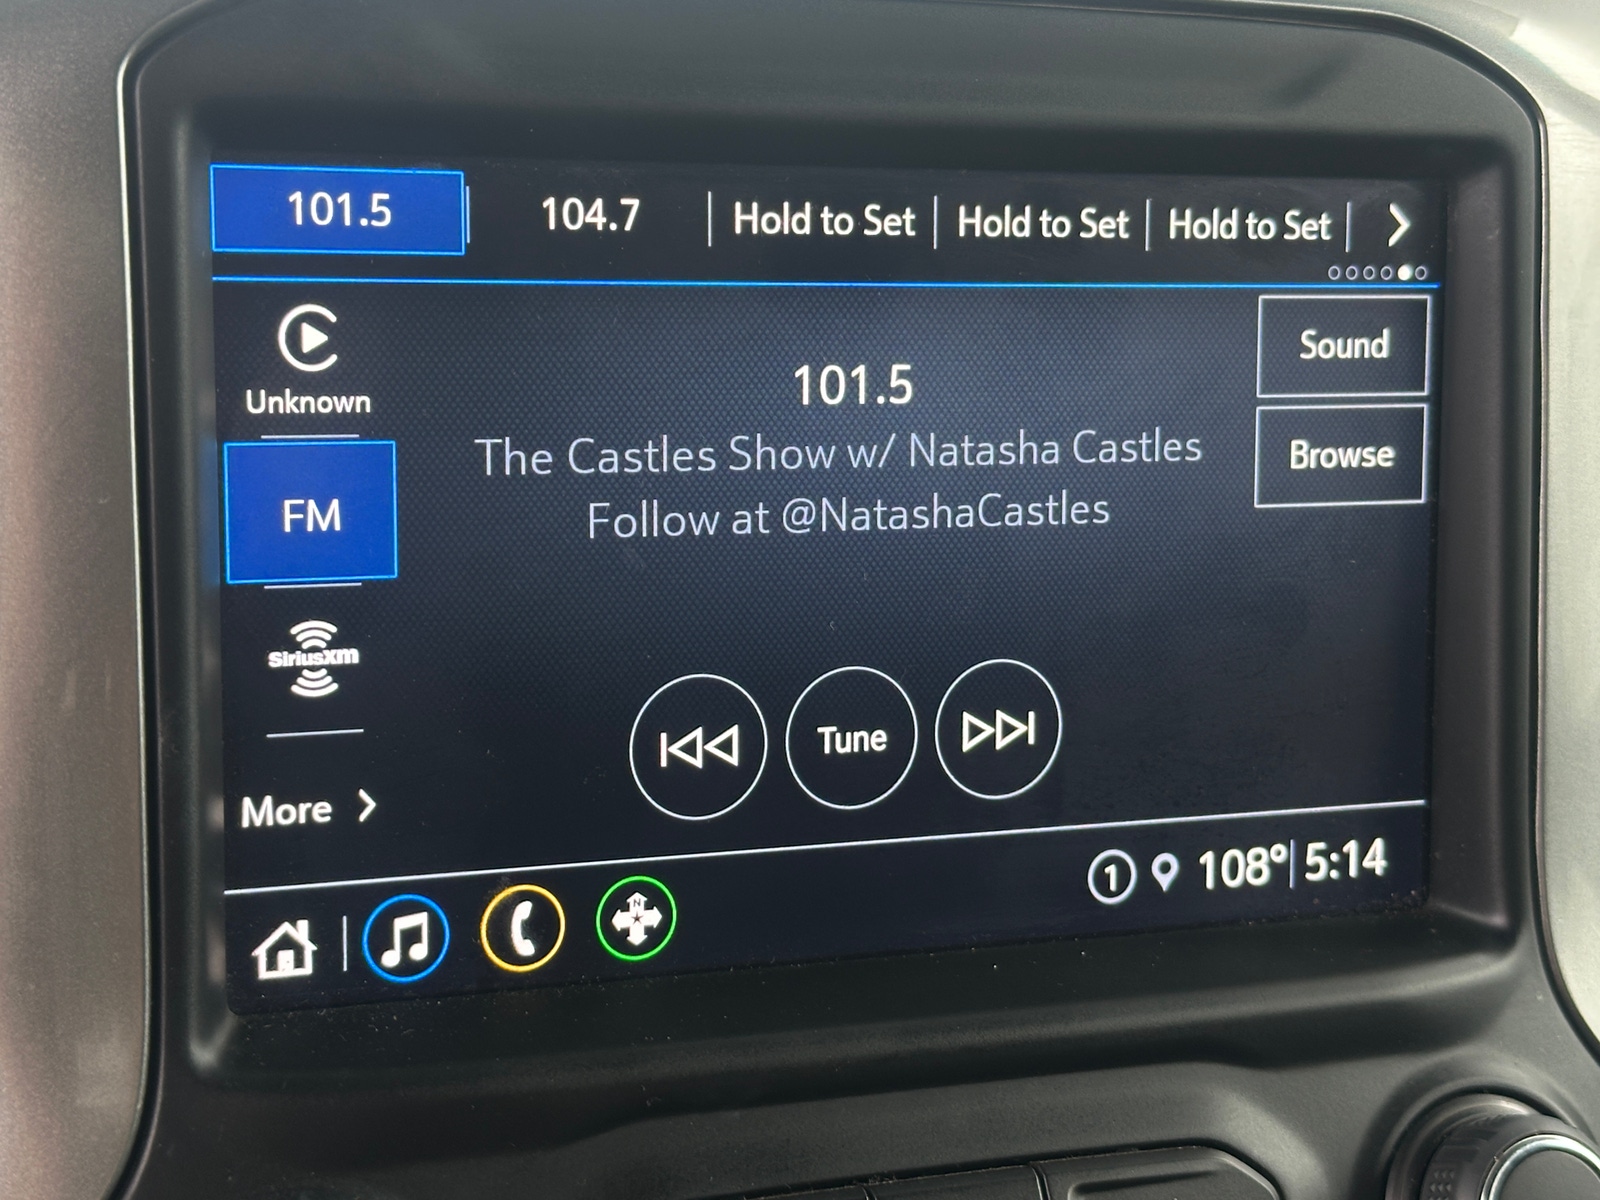 101.5
104.7
Hold to Set
Hold to Set
Hold to Set
Unknown
FM
SiriusXm
More
101.5
The Castles Show w/ Natasha Castles
Follow at @NatashaCastles
Sound
Browse
Tune
N
1
108°
5:14